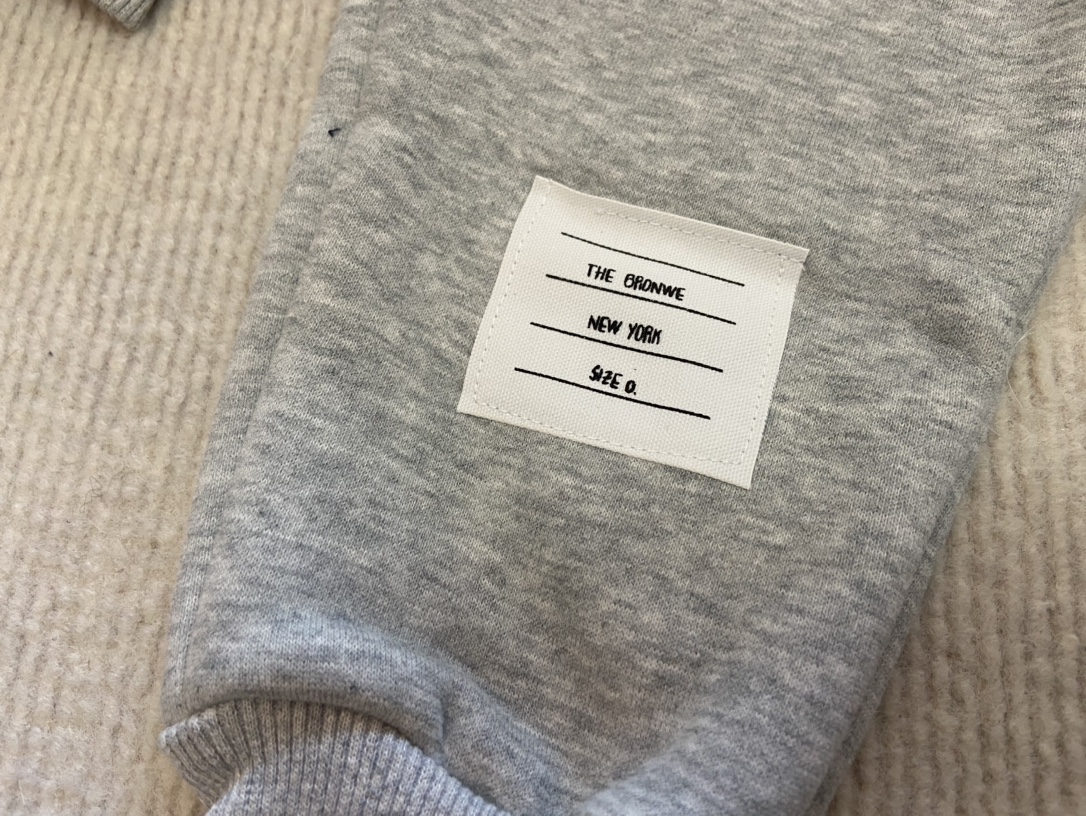 THE BRONWE
NEW YORK
SIZE 0.